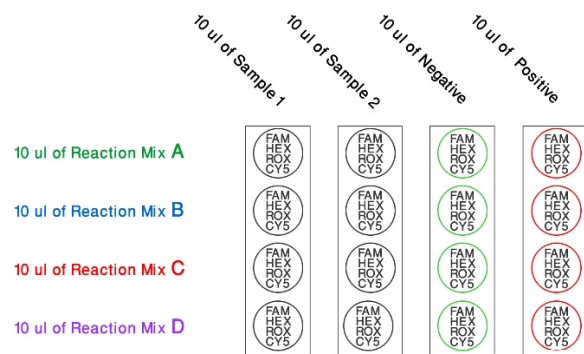 10 ul of Sample 1
10 ul of Sample 2
10 ul of Negative
10 ul of Positive
10 ul of Reaction Mix A
FAM HEX ROX CY5
FAM HEX ROX CY5
FAM HEX ROX CY5
FAM HEX ROX CY5
10 ul of Reaction Mix B
FAM HEX ROX CY5
FAM HEX ROX CY5
FAM HEX ROX CY5
FAM HEX ROX CY5
10 ul of Reaction Mix C
FAM HEX ROX CY5
FAM HEX ROX CY5
FAM HEX ROX CY5
FAM HEX ROX CY5
10 ul of Reaction Mix D
FAM HEX ROX CY5
FAM HEX ROX CY5
FAM HEX ROX CY5
FAM HEX ROX CY5